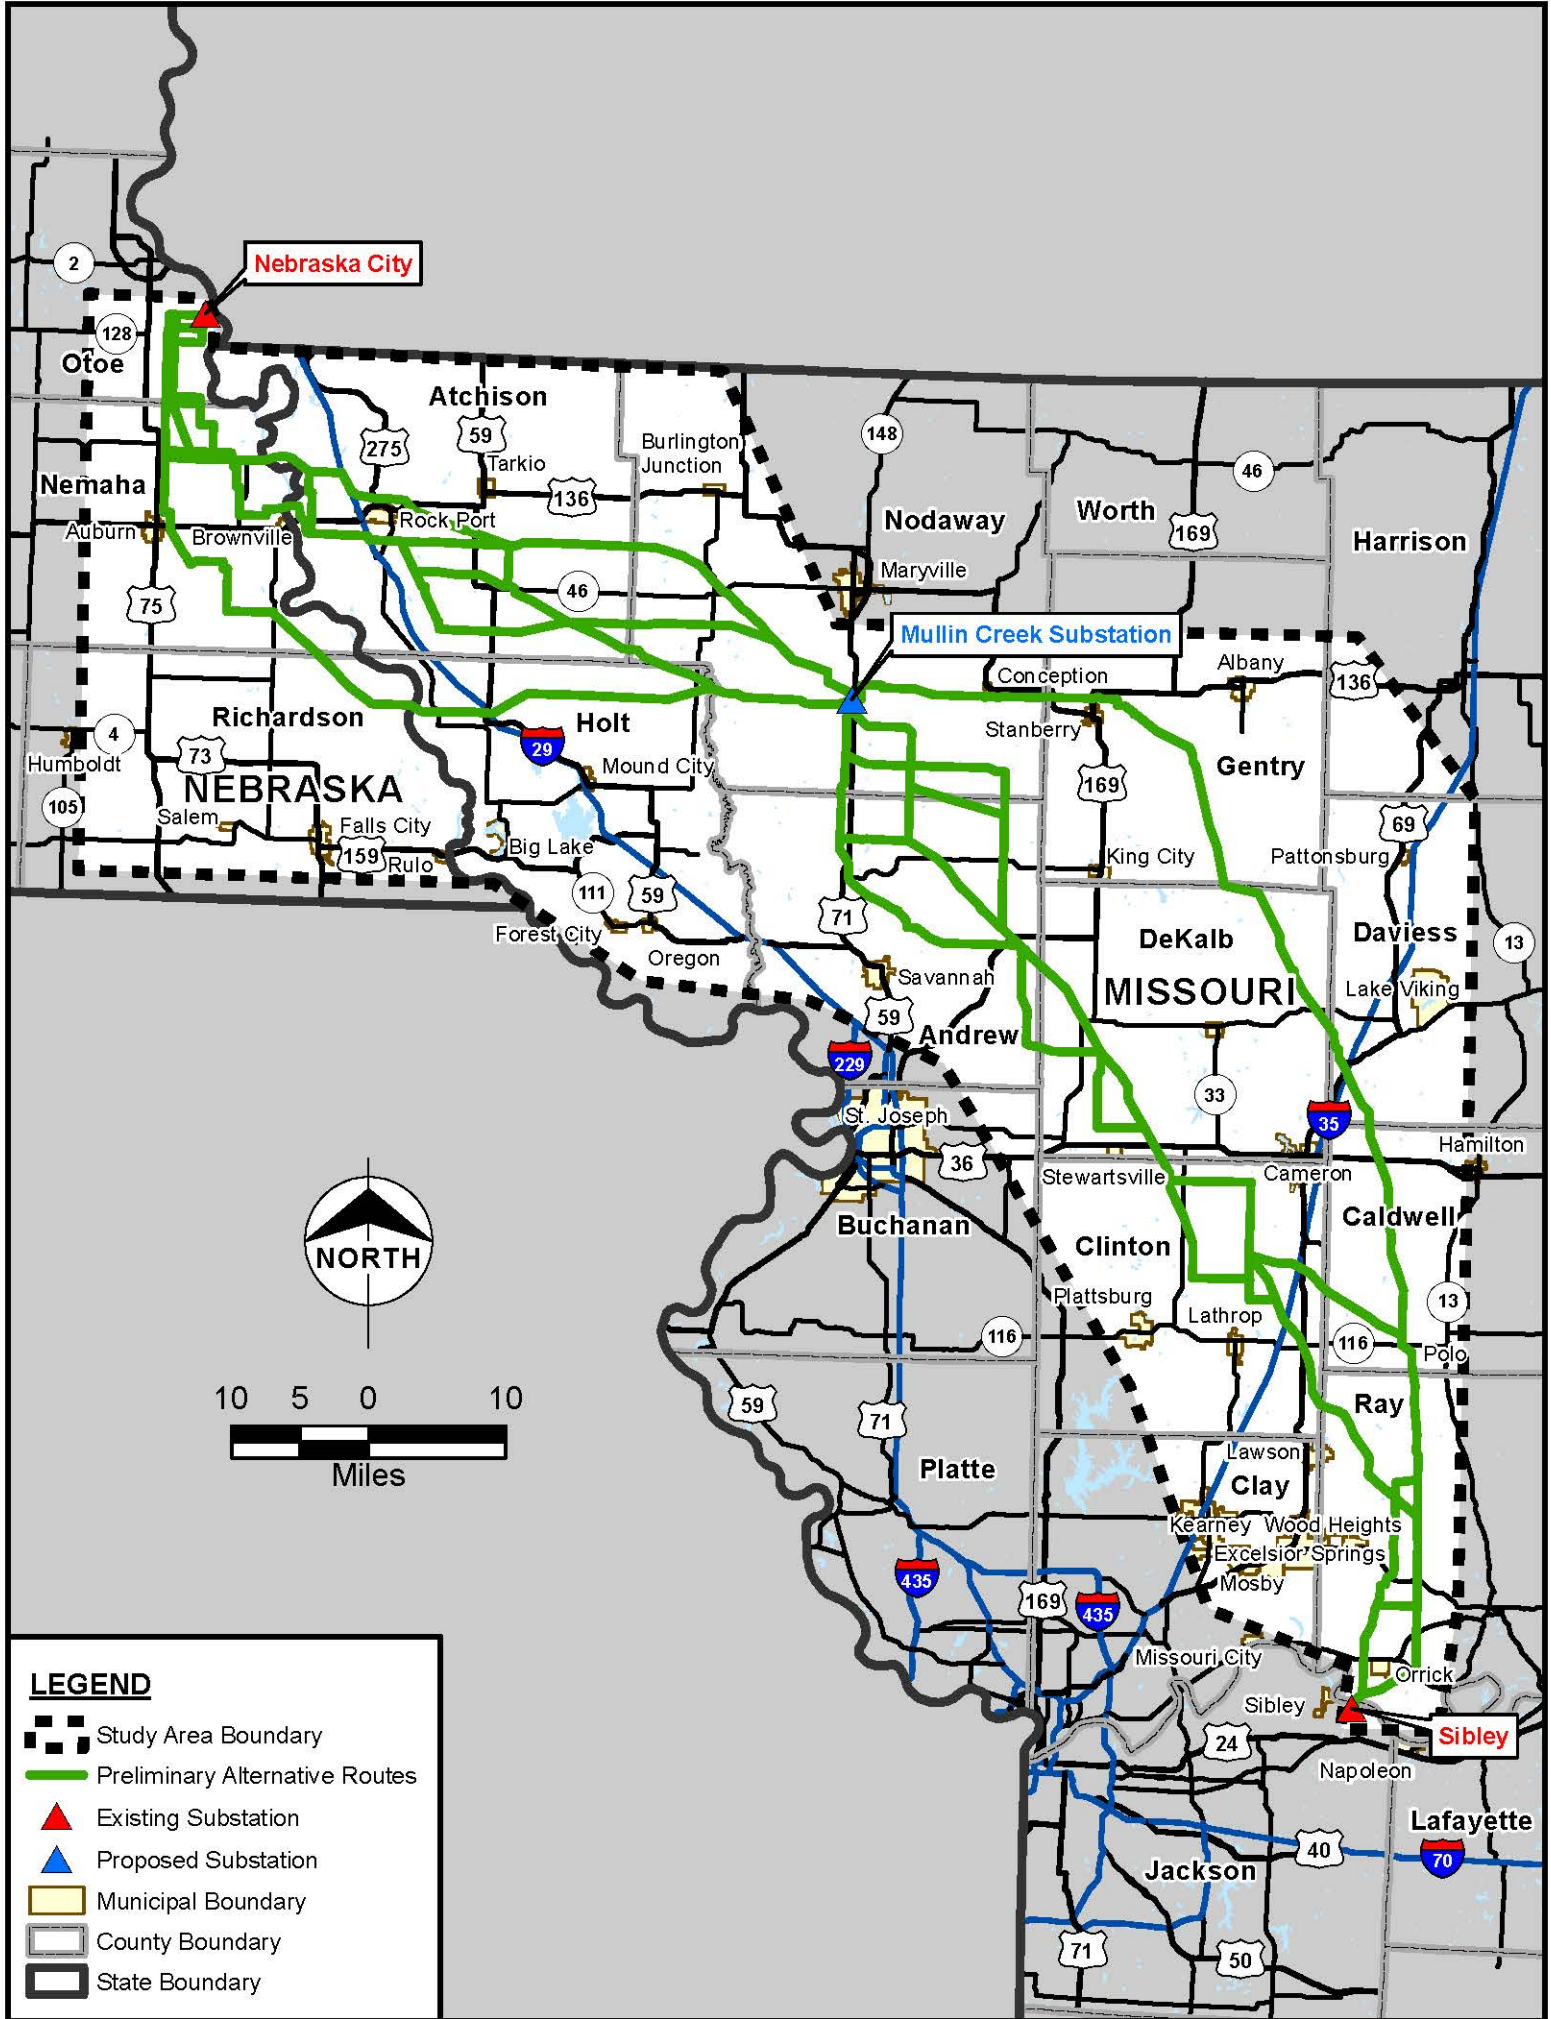 2
Nebraska City
128
Otoe
Atchison
275
59
Tarkio
Burlington
Junction
148
46
136
Nemaha
Rock Port
Nodaway
Worth
169
Harrison
Auburn
Brownville
Maryville
75
46
Mullin Creek Substation
Conception
Albany
136
Richardson
Holt
Stanberry
4
73
29
Humboldt
Mound City
Gentry
NEBRASKA
169
105
Salem
Falls City
69
159
Rulo
Big Lake
King City
Pattonsburg
111
59
71
Forest City
DeKalb
Daviess
13
Oregon
Savannah
MISSOURI
Lake Viking
59
Andrew
229
33
St. Joseph
35
36
Hamilton
Stewartsville
Cameron
Buchanan
Caldwell
NORTH
Clinton
Plattsburg
13
Lathrop
116
116
Polo
10 5 0 10
Miles
59
71
Ray
Platte
Lawson
Clay
Kearney
Wood Heights
Excelsior Springs
435
Mosby
169
435
Missouri City
Orrick
Sibley
Sibley
24
Napoleon
Lafayette
40
70
Jackson
71
50
LEGEND
Study Area Boundary
Preliminary Alternative Routes
Existing Substation
Proposed Substation
Municipal Boundary
County Boundary
State Boundary